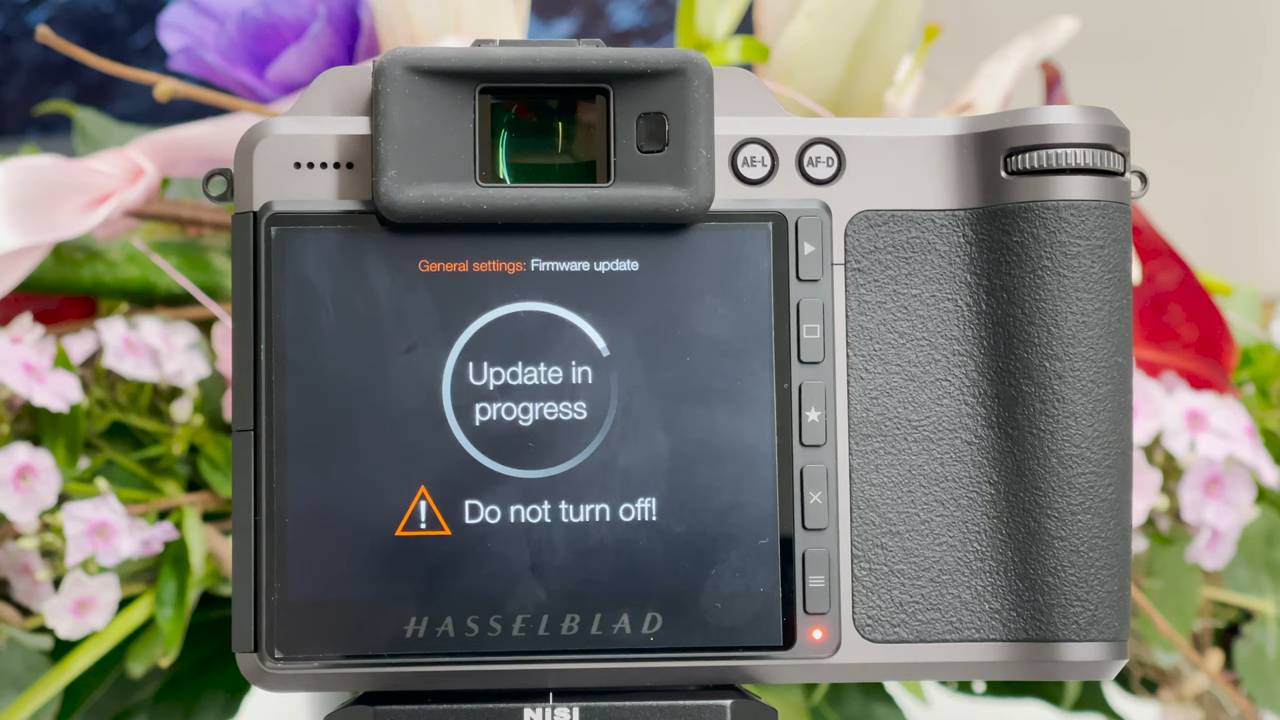 AE-L
AF-D
General settings: Firmware update
Update in
progress
Do not turn off!
HASSELBLAD
NiSi